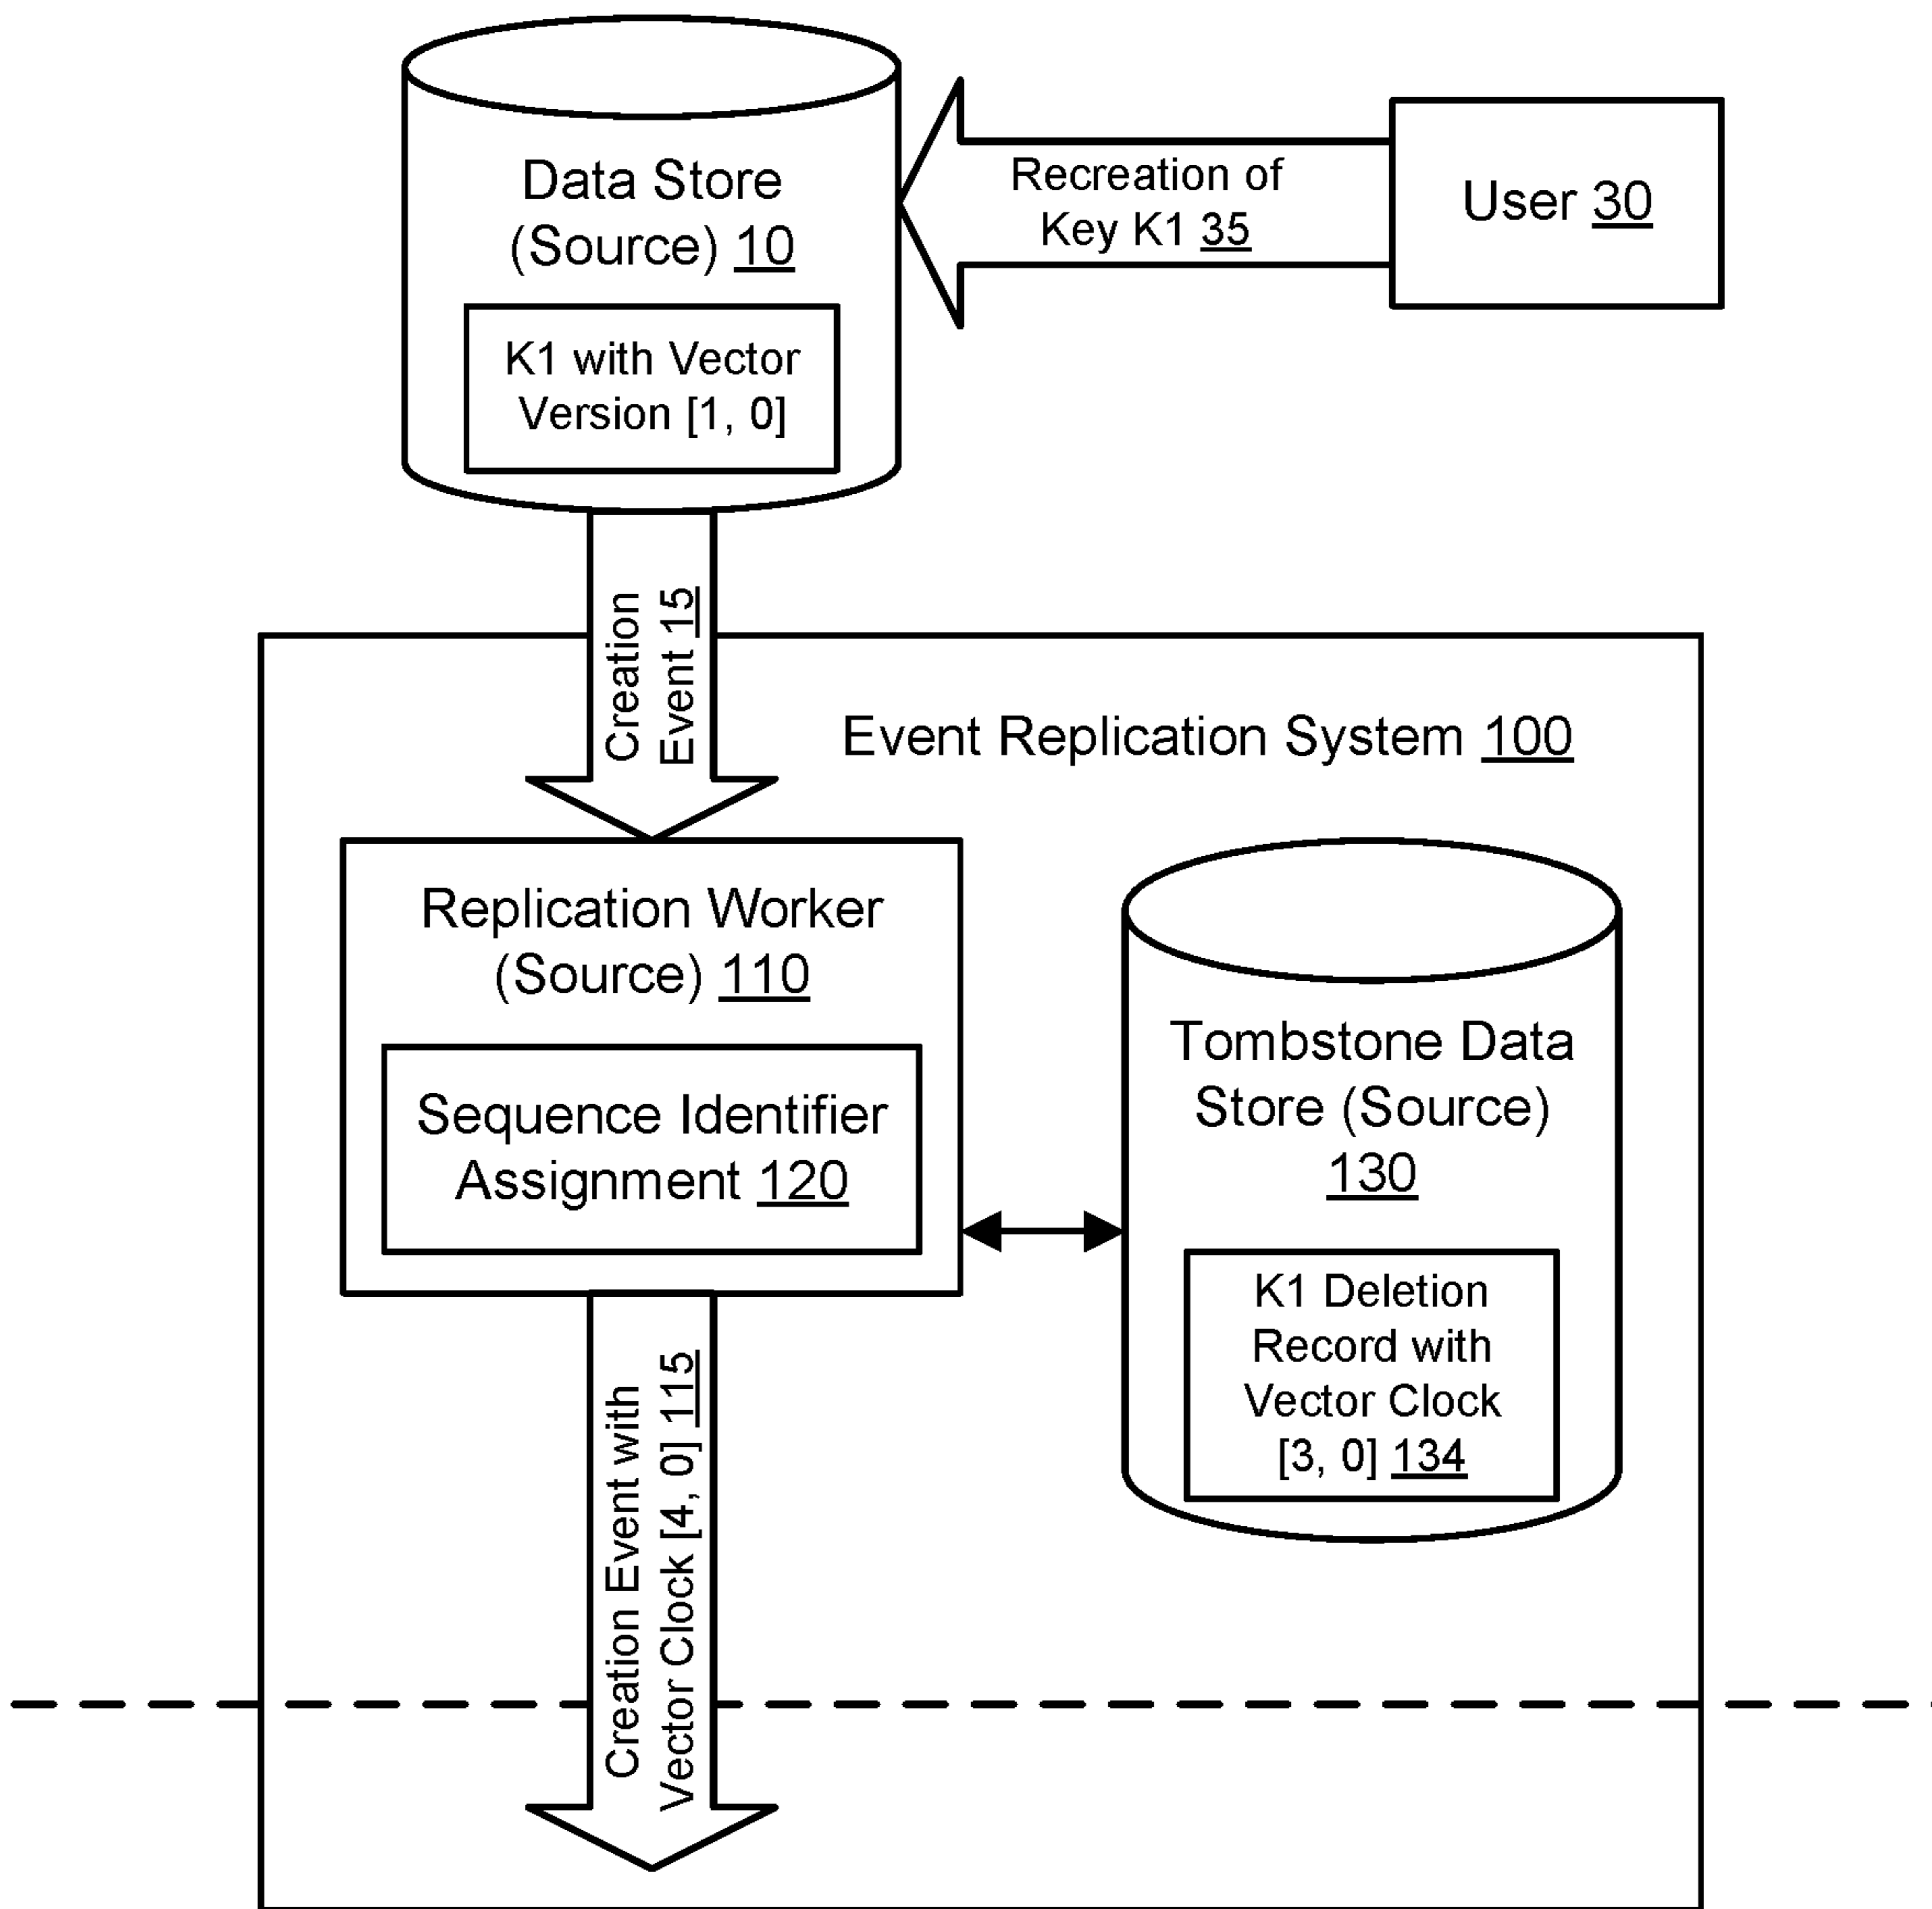 Data Store
(Source) 10
K1 with Vector
Version [1, 0]
Recreation of
Key K1 35
User 30
Creation
Event 15
Event Replication System 100
Replication Worker
(Source) 110
Sequence Identifier
Assignment 120
Tombstone Data
Store (Source)
130
K1 Deletion
Record with
Vector Clock
[3, 0] 134
Creation Event with
Vector Clock [4, 0] 115